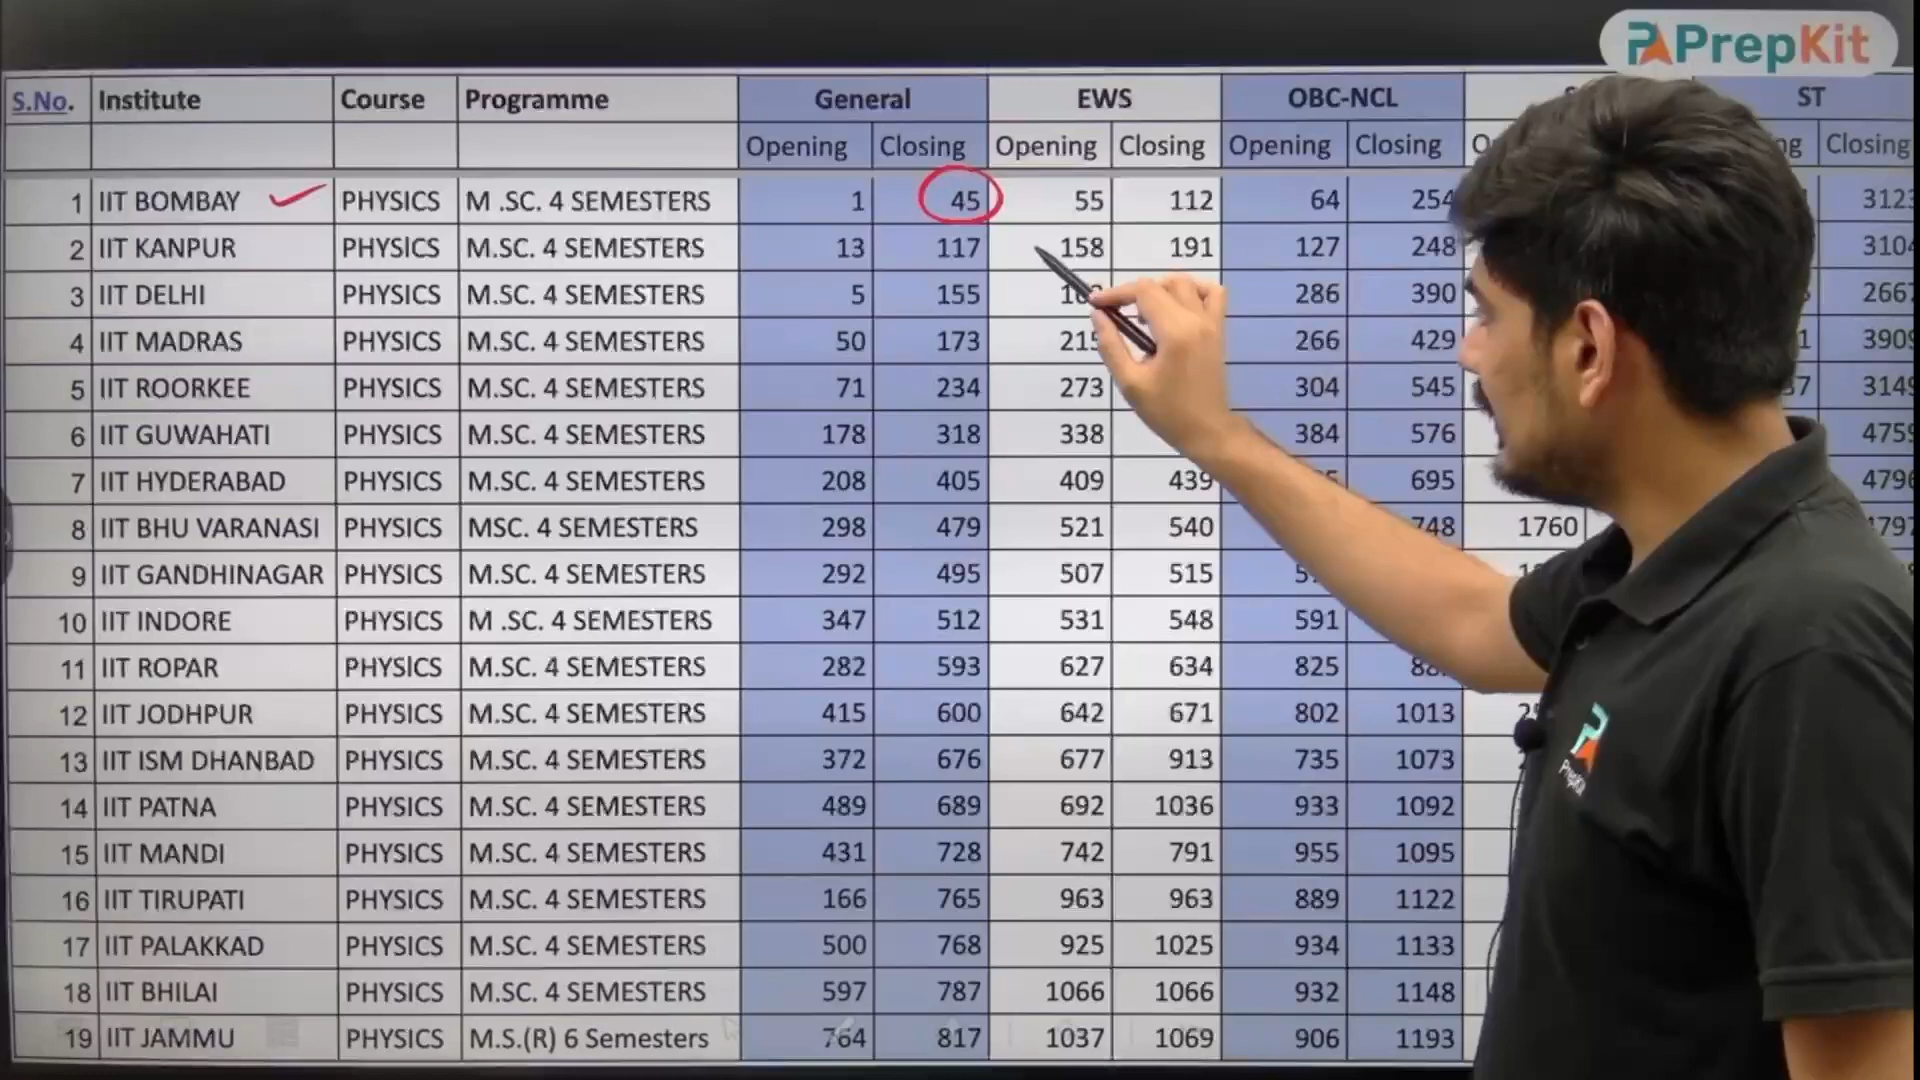 PrepKit
S.No. Institute Course Programme General EWS OBC-NCL ST
Opening Closing Opening Closing Opening Closing Closing
1 IIT BOMBAY PHYSICS M .SC. 4 SEMESTERS 1 45 55 112 64 254
2 IIT KANPUR PHYSICS M.SC. 4 SEMESTERS 13 117 158 191 127 248
3 IIT DELHI PHYSICS M.SC. 4 SEMESTERS 5 155 286 390
4 IIT MADRAS PHYSICS M.SC. 4 SEMESTERS 50 173 266 429
5 IIT ROORKEE PHYSICS M.SC. 4 SEMESTERS 71 234 273 304 545
6 IIT GUWAHATI PHYSICS M.SC. 4 SEMESTERS 178 318 338 384 576
7 IIT HYDERABAD PHYSICS M.SC. 4 SEMESTERS 208 405 409 439 695
8 IIT BHU VARANASI PHYSICS MSC. 4 SEMESTERS 298 479 521 540 748 1760
9 IIT GANDHINAGAR PHYSICS M.SC. 4 SEMESTERS 292 495 507 515
10 IIT INDORE PHYSICS M .SC. 4 SEMESTERS 347 512 531 548 591
11 IIT ROPAR PHYSICS M.SC. 4 SEMESTERS 282 593 627 634 825
12 IIT JODHPUR PHYSICS M.SC. 4 SEMESTERS 415 600 642 671 802 1013
13 IIT ISM DHANBAD PHYSICS M.SC. 4 SEMESTERS 372 676 677 913 735 1073
14 IIT PATNA PHYSICS M.SC. 4 SEMESTERS 489 689 692 1036 933 1092
15 IIT MANDI PHYSICS M.SC. 4 SEMESTERS 431 728 742 791 955 1095
16 IIT TIRUPATI PHYSICS M.SC. 4 SEMESTERS 166 765 963 963 889 1122
17 IIT PALAKKAD PHYSICS M.SC. 4 SEMESTERS 500 768 925 1025 934 1133
18 IIT BHILAI PHYSICS M.SC. 4 SEMESTERS 597 787 1066 1066 932 1148
19 IIT JAMMU PHYSICS M.S.(R) 6 Semesters 764 817 1037 1069 906 1193
PrepKit